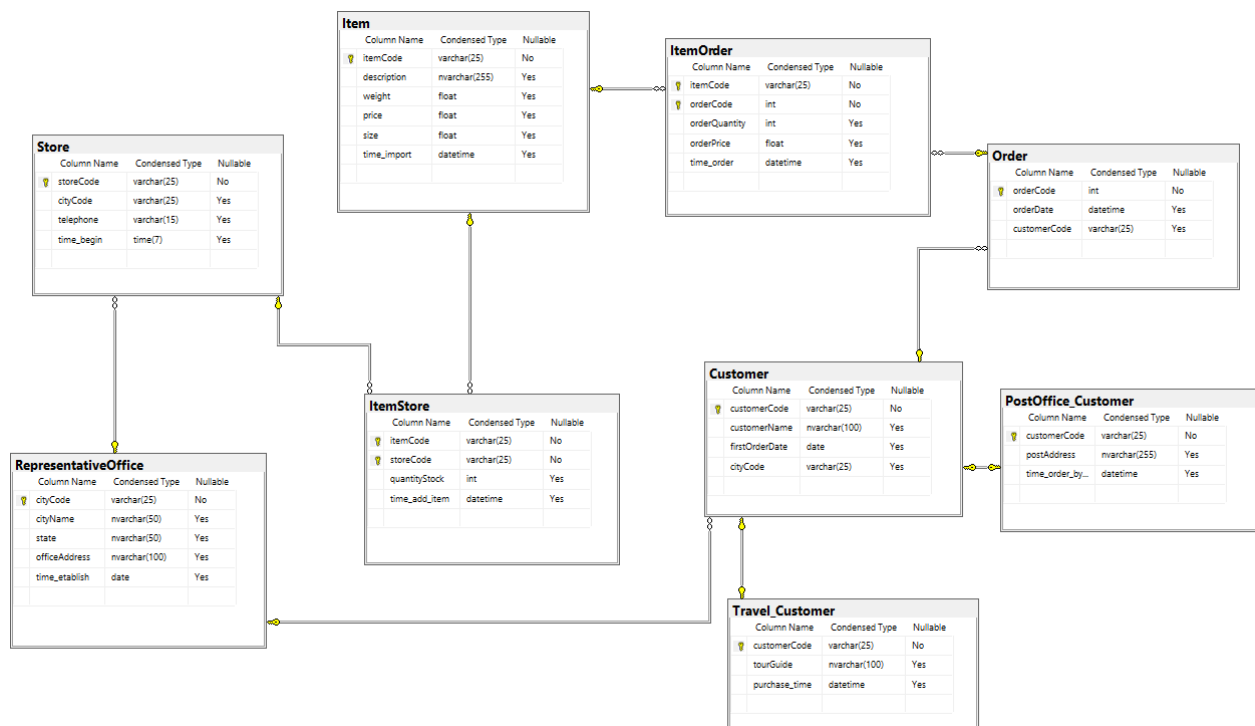 Item
Column Name Condensed Type Nullable
itemCode varchar(25) No
description nvarchar(255) Yes
weight float Yes
price float Yes
size float Yes
time_import datetime Yes
ItemOrder
Column Name Condensed Type Nullable
itemCode varchar(25) No
orderCode int No
orderQuantity int Yes
orderPrice float Yes
time_order datetime Yes
Store
Column Name Condensed Type Nullable
storeCode varchar(25) No
cityCode varchar(25) Yes
telephone varchar(15) Yes
time_begin time(7) Yes
Order
Column Name Condensed Type Nullable
orderCode int No
orderDate datetime Yes
customerCode varchar(25) Yes
Customer
Column Name Condensed Type Nullable
customerCode varchar(25) No
customerName nvarchar(100) Yes
firstOrderDate date Yes
cityCode varchar(25) Yes
PostOffice_Customer
Column Name Condensed Type Nullable
customerCode varchar(25) No
postAddress nvarchar(255) Yes
time_order_by... datetime Yes
ItemStore
Column Name Condensed Type Nullable
itemCode varchar(25) No
storeCode varchar(25) No
quantityStock int Yes
time_add_item datetime Yes
RepresentativeOffice
Column Name Condensed Type Nullable
cityCode varchar(25) No
cityName nvarchar(50) Yes
state nvarchar(50) Yes
officeAddress nvarchar(100) Yes
time_etablish date Yes
Travel_Customer
Column Name Condensed Type Nullable
customerCode varchar(25) No
tourGuide nvarchar(100) Yes
purchase_time datetime Yes